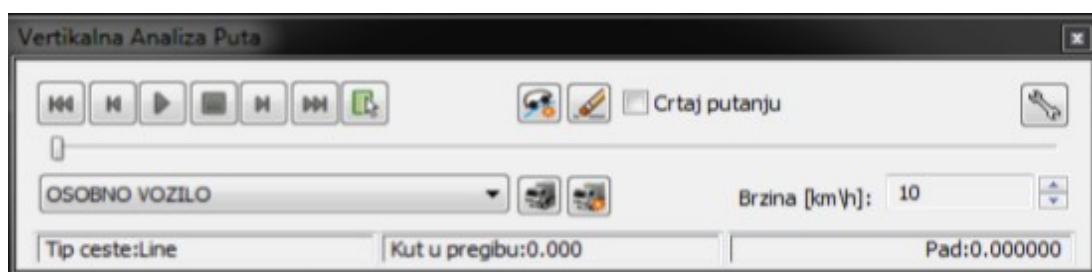 Vertikalna Analiza Puta
Crtaj putanju
OSOBNO VOZILO
Brzina [km\h]: 10
Tip ceste:Line
Kut u pregibu:0.000
Pad:0.000000